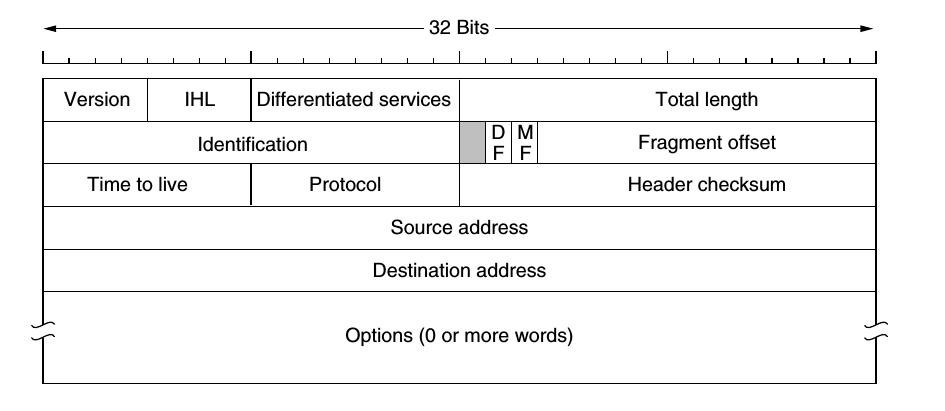 32 Bits
Version IHL Differentiated services Total length
Identification D F M F Fragment offset
Time to live Protocol Header checksum
Source address
Destination address
Options (0 or more words)